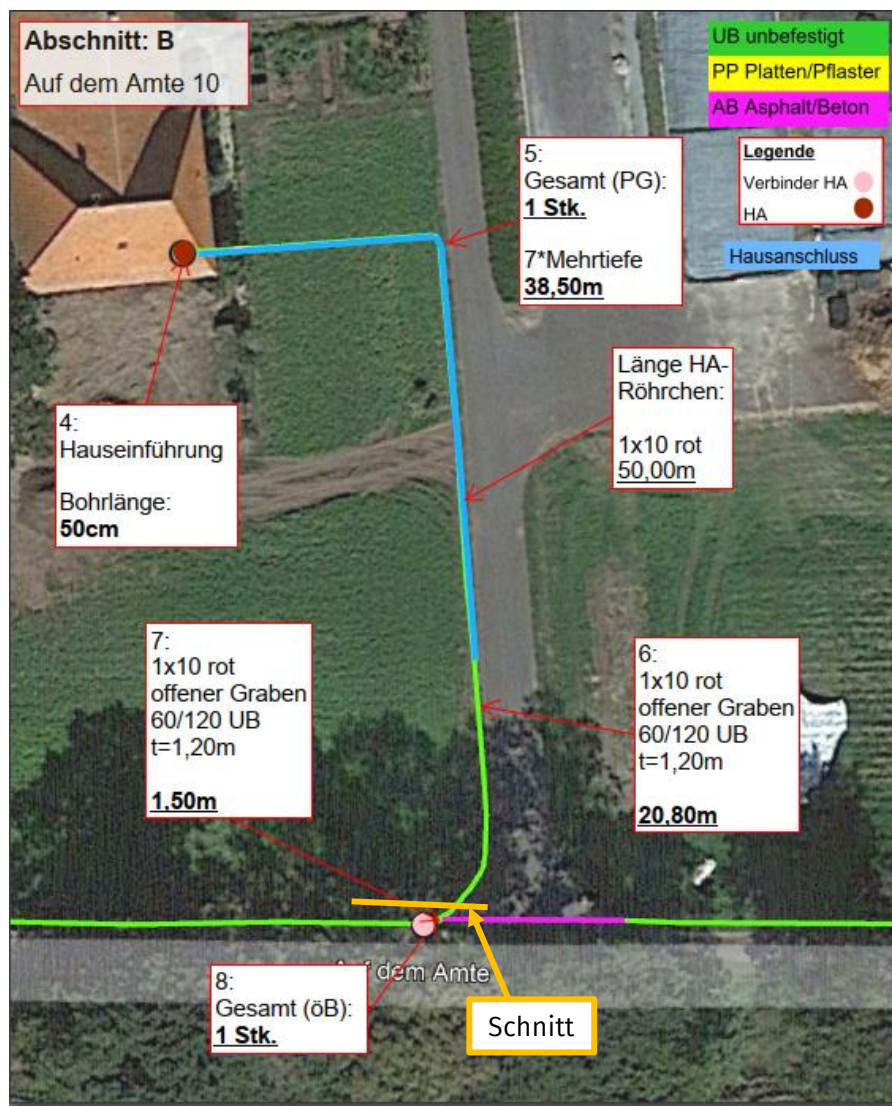 Abschnitt: B
Auf dem Amte 10
UB unbefestigt
PP Platten/Pflaster
AB Asphalt/Beton
Legende
Verbinder HA
HA
Hausanschluss
5:
Gesamt (PG):
1 Stk.
7*Mehrtiefe
38,50m
Länge HA-
Röhrchen:
1x10 rot
50,00m
4:
Hauseinführung
Bohrlänge:
50cm
7:
1x10 rot
offener Graben
60/120 UB
t=1,20m
1,50m
6:
1x10 rot
offener Graben
60/120 UB
t=1,20m
20,80m
Auf dem Amte
8:
Gesamt (öB):
1 Stk.
Schnitt